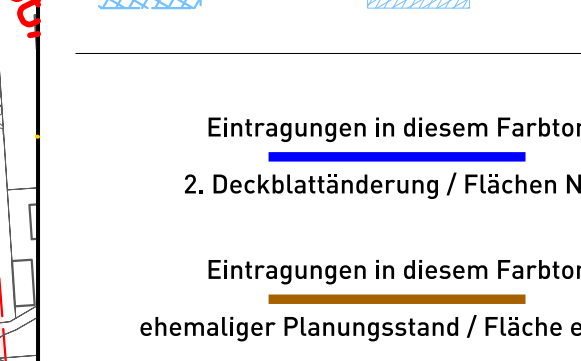 Eintragungen in diesem Farbton
2. Deckblattänderung / Flächen N
Eintragungen in diesem Farbton
ehemaliger Planungsstand / Fläche e